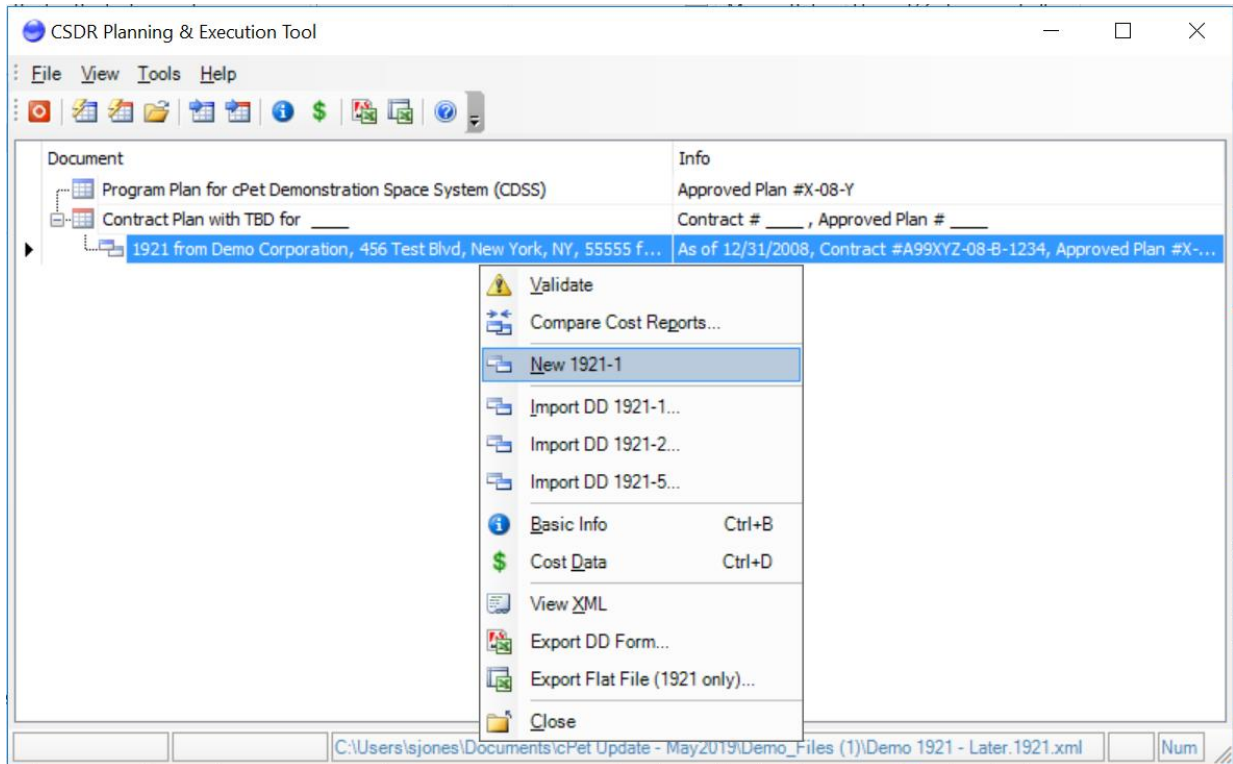 CSDR Planning & Execution Tool
File View Tools Help
Document Info
Program Plan for cPet Demonstration Space System (CDSS) Approved Plan #X-08-Y
Contract Plan with TBD for ____ Contract # ____ , Approved Plan # ____
1921 from Demo Corporation, 456 Test Blvd, New York, NY, 55555 f... As of 12/31/2008, Contract #A99XYZ-08-B-1234, Approved Plan #X-...
Validate
Compare Cost Reports...
New 1921-1
Import DD 1921-1...
Import DD 1921-2...
Import DD 1921-5...
Basic Info Ctrl+B
Cost Data Ctrl+D
View XML
Export DD Form...
Export Flat File (1921 only)...
Close
C:\Users\sjones\Documents\cPet Update - May2019\Demo_Files (1)\Demo 1921 - Later.1921.xml Num